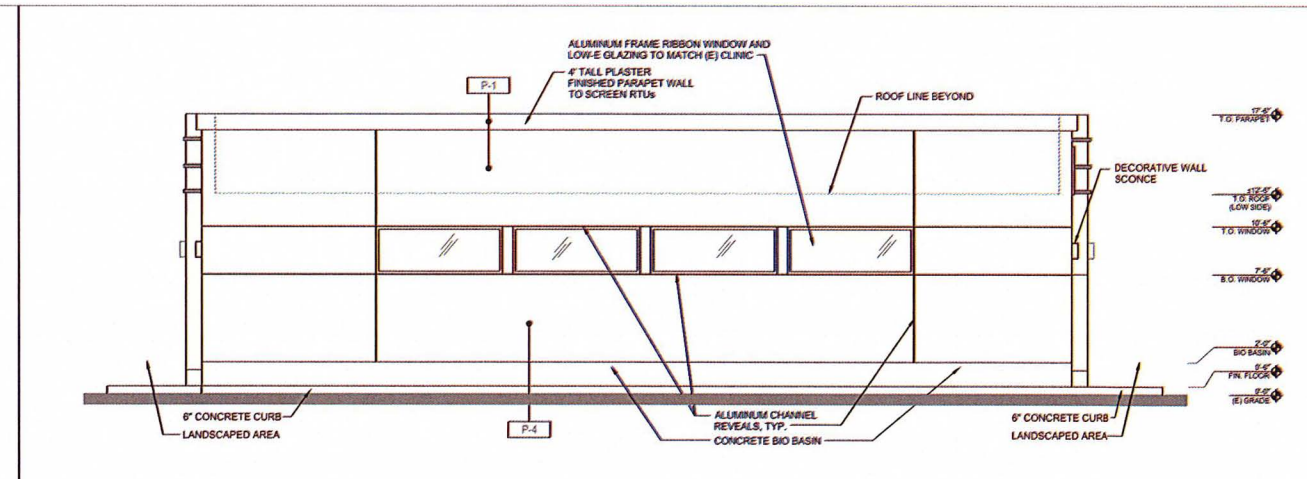 ALUMINUM FRAME RIBBON WINDOW AND
LOW-E GLAZING TO MATCH (E) CLINIC
4' TALL PLASTER
FINISHED PARAPET WALL
TO SCREEN RTUs
P-1
ROOF LINE BEYOND
17'-6"
T.O. PARAPET
DECORATIVE WALL
SCONCE
±12'-6"
T.O. ROOF
(LOW SIDE)
10'-6"
T.O. WINDOW
7'-6"
B.O. WINDOW
2'-0"
BIO BASIN
0'-6"
FIN. FLOOR
0'-0"
(E) GRADE
6" CONCRETE CURB
LANDSCAPED AREA
P-4
ALUMINUM CHANNEL
REVEALS, TYP.
CONCRETE BIO BASIN
6" CONCRETE CURB
LANDSCAPED AREA